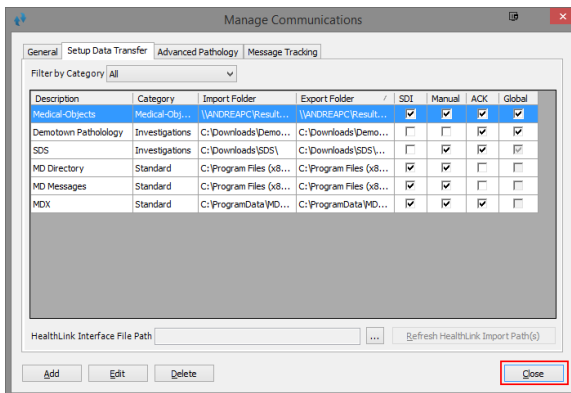 Manage Communications
General Setup Data Transfer Advanced Pathology Message Tracking
Filter by Category All
Description Category Import Folder Export Folder SDI Manual ACK Global
Medical-Objects Medical-Obj... \\ANDREAPC\Result... \\ANDREAPC\Result...
Demotown Patholology Investigations C:\Downloads\Demo... C:\Downloads\Demo...
SDS Investigations C:\Downloads\SDS\ C:\Downloads\SDS\...
MD Directory Standard C:\Program Files (x8... C:\Program Files (x8...
MD Messages Standard C:\Program Files (x8... C:\Program Files (x8...
MDX Standard C:\ProgramData\MD... C:\ProgramData\MD...
HealthLink Interface File Path ... Refresh HealthLink Import Path(s)
Add Edit Delete Close